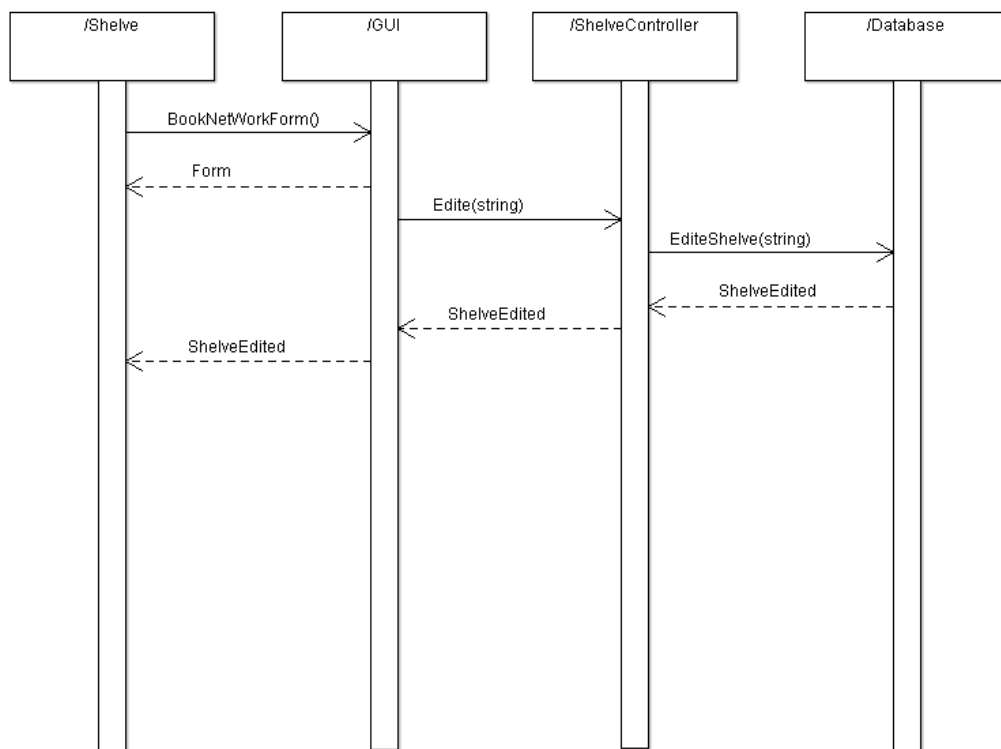 /Shelve
/GUI
/ShelveController
/Database
BookNetWorkForm()
Form
Edite(string)
EditeShelve(string)
ShelveEdited
ShelveEdited
ShelveEdited